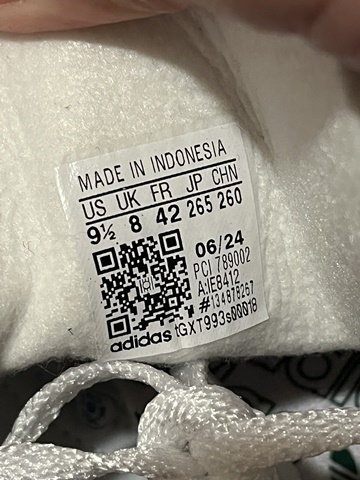 MADE IN INDONESIA
US UK FR JP CHN
9½ 8 42 265 260
06/24
PCI 789002
A:IE8412
#134878267
adidas tGXT993s00018